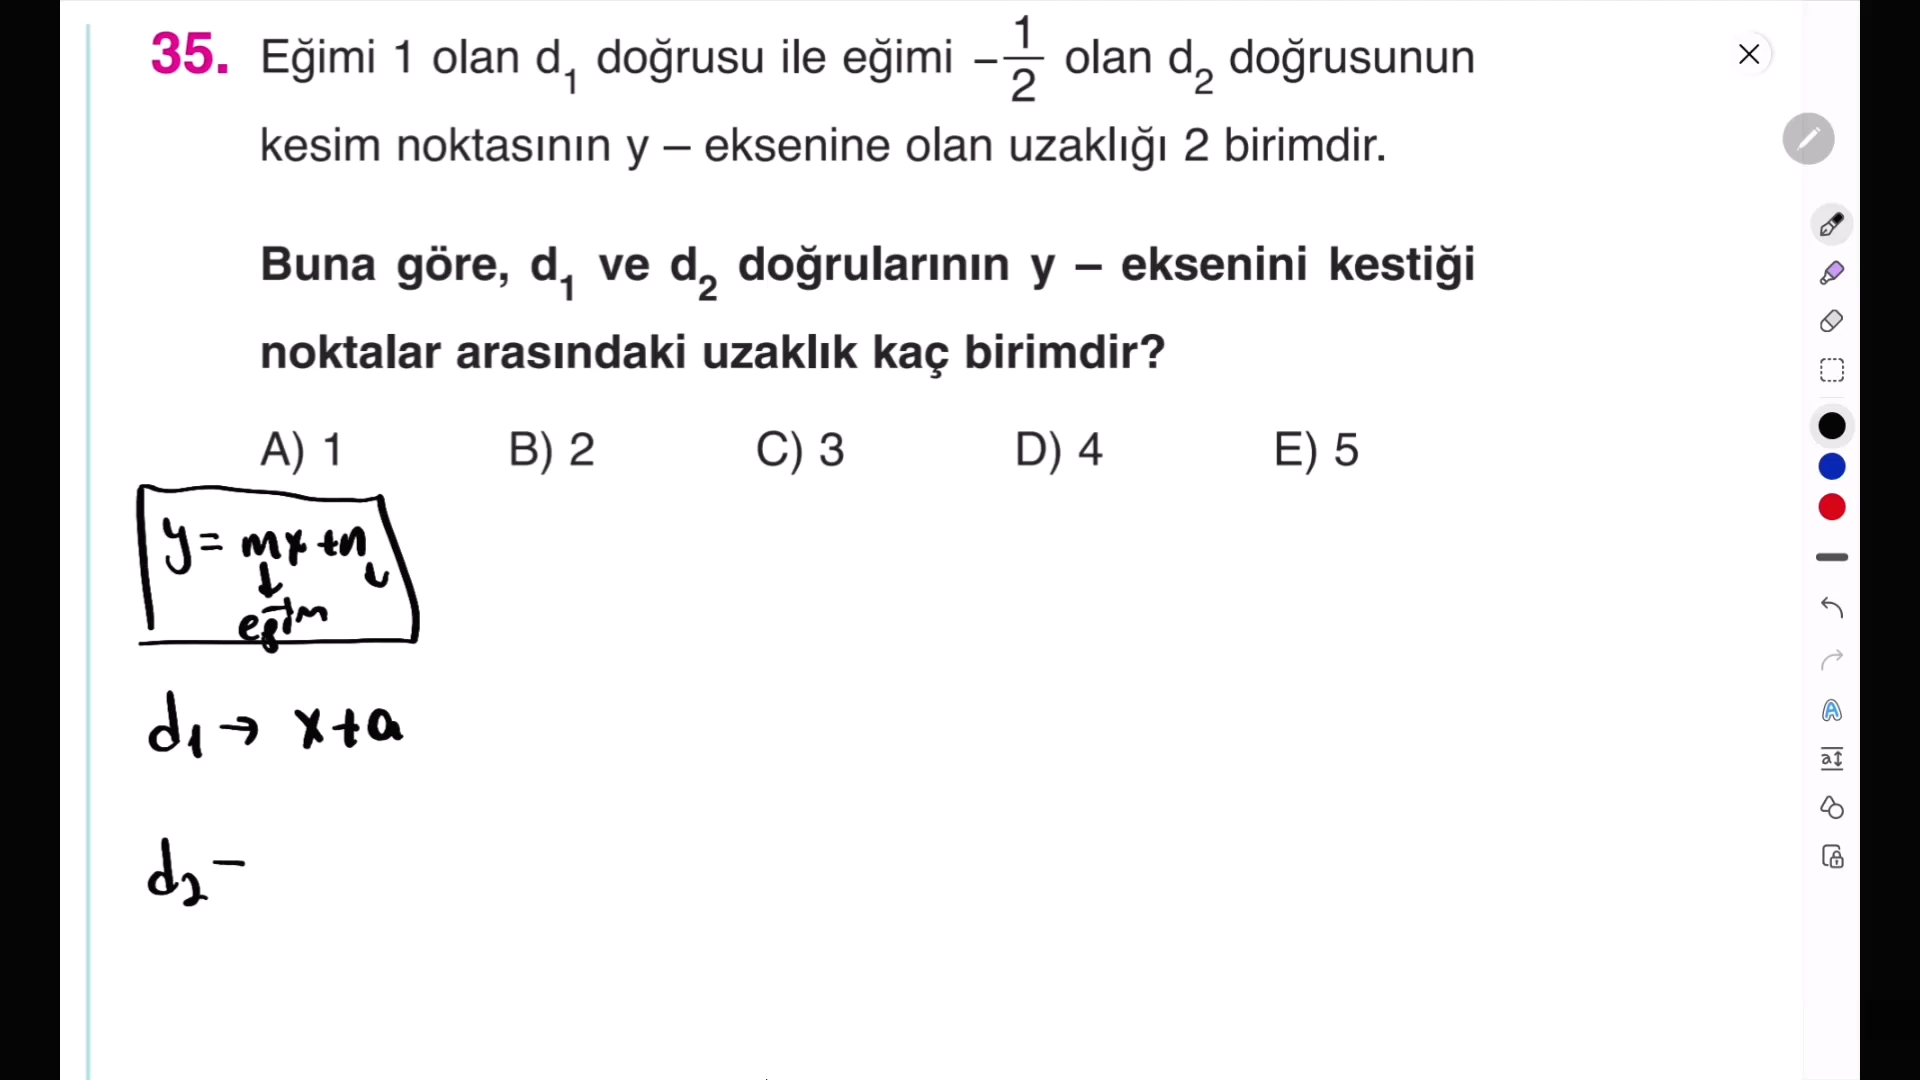 35. Eğimi 1 olan d₁ doğrusu ile eğimi -1/2 olan d₂ doğrusunun
kesim noktasının y – eksenine olan uzaklığı 2 birimdir.
Buna göre, d₁ ve d₂ doğrularının y – eksenini kestiği
noktalar arasındaki uzaklık kaç birimdir?
A) 1 B) 2 C) 3 D) 4 E) 5
y = mx + n
↓ ↓
eğim
d₁ → x + a
d₂ –